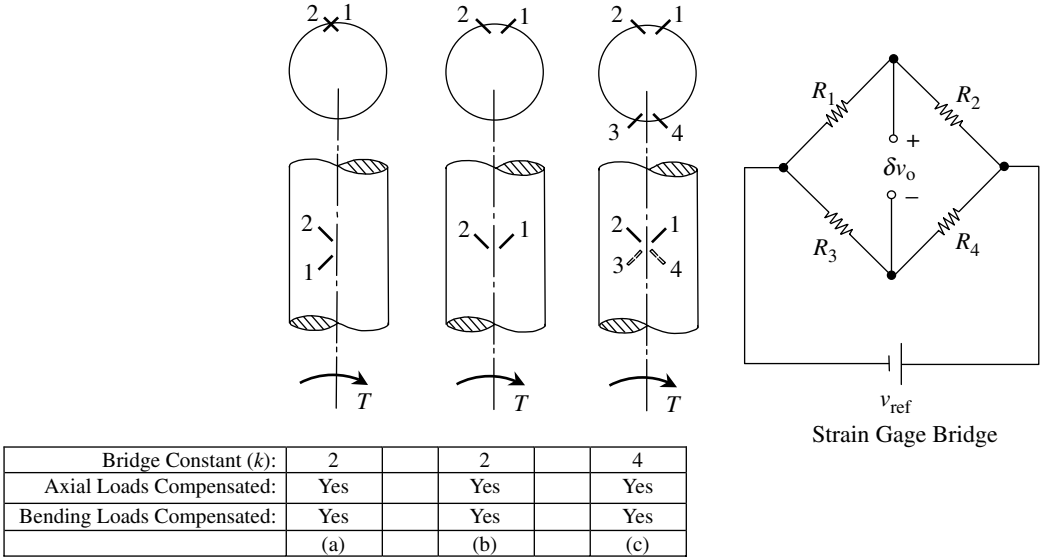 2 1
2 1
2 1
3 4
2
1
2 1
2 1
3 4
T
T
T
R1
R2
+
δvo
−
R3
R4
vref
Strain Gage Bridge
Bridge Constant (k): 2 2 4
Axial Loads Compensated: Yes Yes Yes
Bending Loads Compensated: Yes Yes Yes
(a) (b) (c)